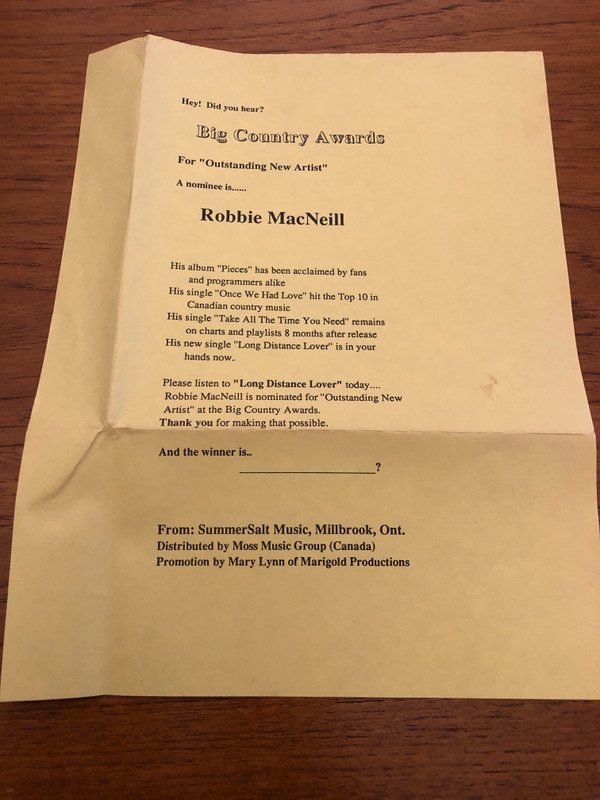 Hey! Did you hear?
Big Country Awards
For "Outstanding New Artist"
A nominee is......
Robbie MacNeill
His album "Pieces" has been acclaimed by fans
and programmers alike
His single "Once We Had Love" hit the Top 10 in
Canadian country music
His single "Take All The Time You Need" remains
on charts and playlists 8 months after release
His new single "Long Distance Lover" is in your
hands now.
Please listen to "Long Distance Lover" today....
Robbie MacNeill is nominated for "Outstanding New
Artist" at the Big Country Awards.
Thank you for making that possible.
And the winner is..
______________________?
From: SummerSalt Music, Millbrook, Ont.
Distributed by Moss Music Group (Canada)
Promotion by Mary Lynn of Marigold Productions